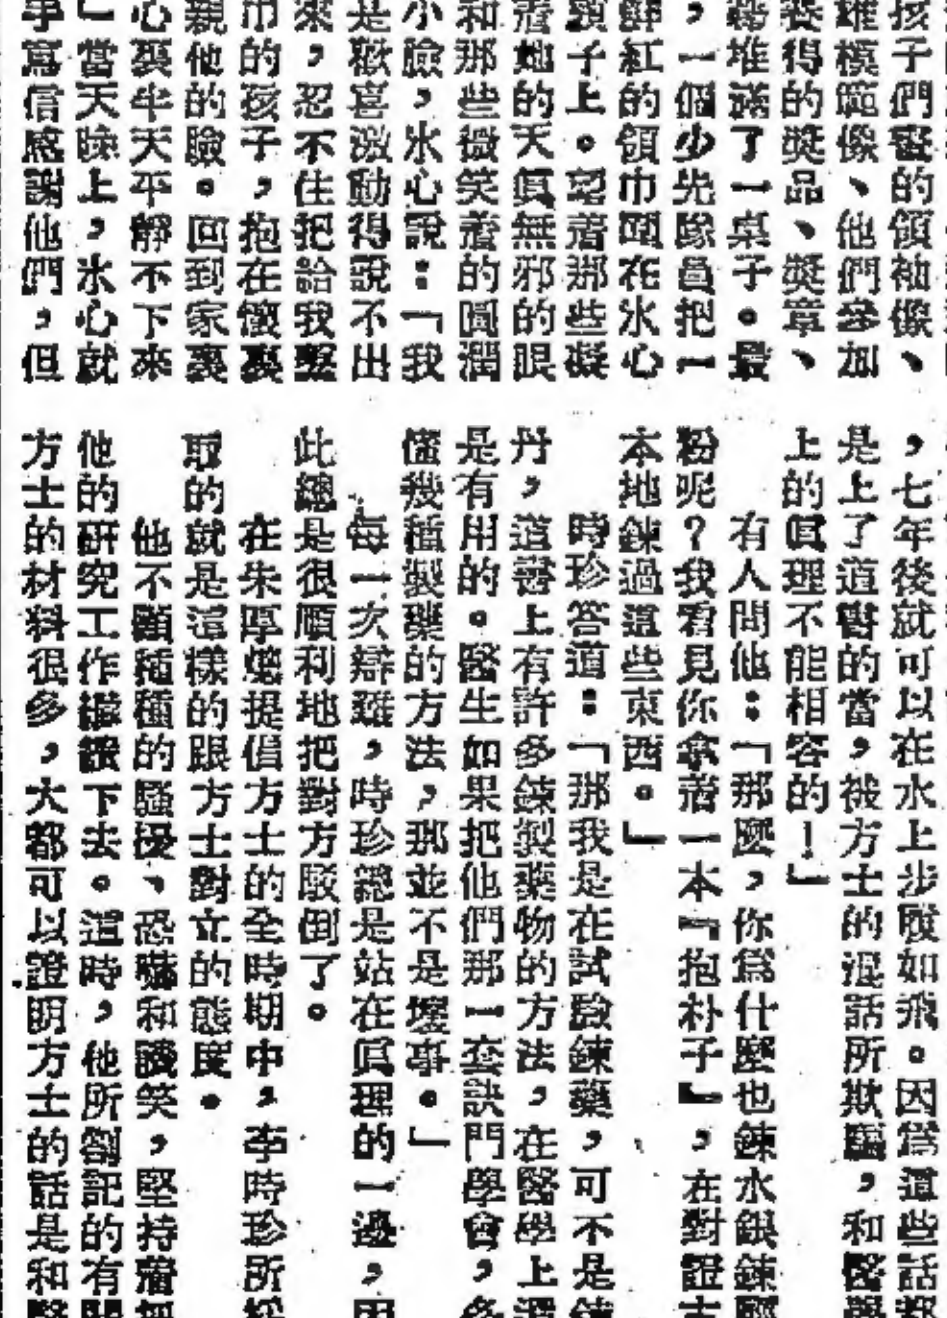 孩子們的領袖像、
雄模範像、他們參加
獲得的獎品、獎章、
堆滿了一桌子。最
，一個少先隊員把一
鮮紅的領巾圍在氷心
頸子上。望着那些凝
着她的天眞無邪的眼
和那些微笑着的圓潤
小臉，氷心說：「我
是歡喜激動得說不出
來，忍不住把給我繫
巾的孩子，抱在懷裏
親他的臉。回到家裏
心裏半天平靜不下來
」當天晚上，氷心就
寫信感謝他們，但
，七年後就可以在水上步履如飛。因爲這些話都
是上了道醫的當，被方士的混話所欺騙，和醫學
上的眞理不能相容的！」
有人問他：「那麼，你爲什麼也鍊水銀鍊輕
粉呢？我看見你拿着一本『抱朴子』，在對證古
本地鍊過這些東西。」
時珍答道：「那我是在試驗鍊藥，可不是鍊
丹，道醫上有許多鍊製藥物的方法，在醫學上還
是有用的。醫生如果把他們那一套訣門學會，多
儲幾種製藥的方法，那並不是壞事。」
每一次辯難，時珍總是站在眞理的一邊，因
此總是很順利地把對方駁倒了。
在朱厚熜提倡方士的全時期中，李時珍所採
取的就是這樣的跟方士對立的態度。
他不顧種種的騷擾、恐嚇和譏笑，堅持着把
他的研究工作繼續下去。這時，他所劄記的有關
方士的材料很多，大都可以證明方士的話是和醫